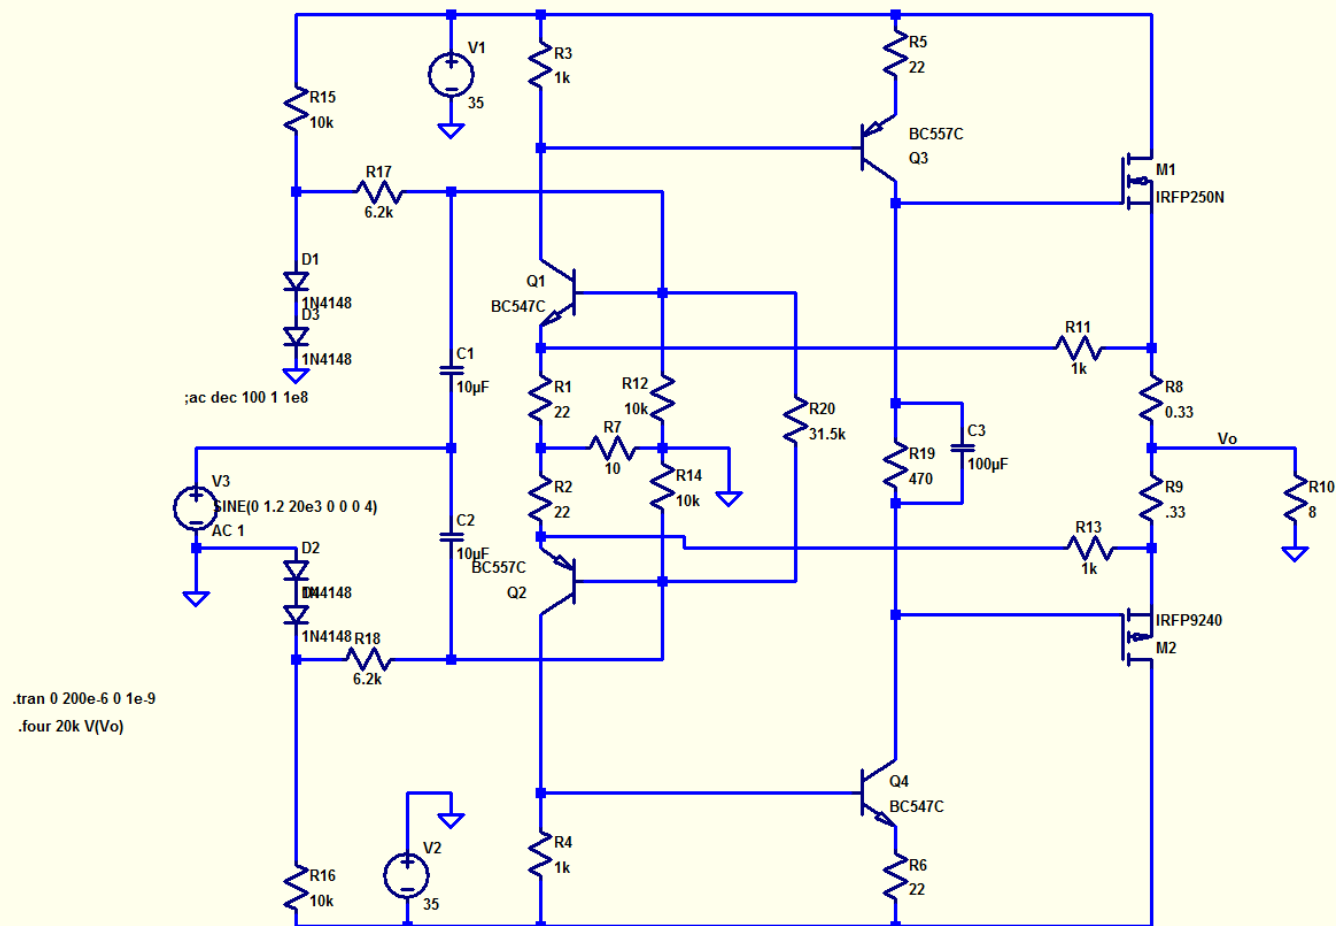 V1
35
R3
1k
R5
22
R15
10k
BC557C
Q3
M1
IRFP250N
R17
6.2k
D1
1N4148
D3
1N4148
Q1
BC547C
R11
1k
;ac dec 100 1 1e8
C1
10µF
R1
22
R12
10k
R20
31.5k
R8
0.33
R7
10
R19
470
C3
100µF
Vo
V3
SINE(0 1.2 20e3 0 0 0 4)
AC 1
R2
22
R14
10k
R9
.33
R10
8
C2
10µF
R13
1k
D2
1N4148
1N4148
BC557C
Q2
IRFP9240
M2
R18
6.2k
.tran 0 200e-6 0 1e-9
.four 20k V(Vo)
Q4
BC547C
R4
1k
V2
35
R16
10k
R6
22